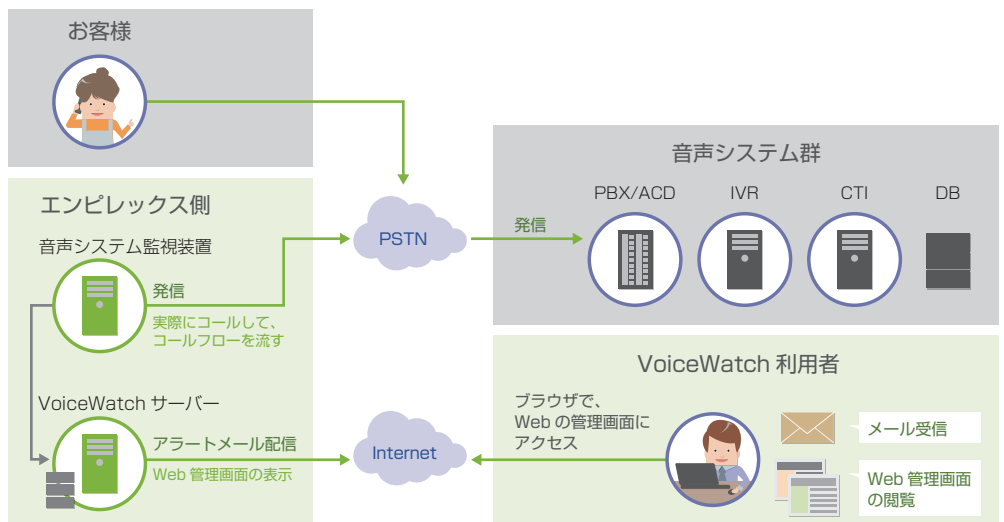 お客様
エンピレックス側
音声システム監視装置
発信
実際にコールして、
コールフローを流す
VoiceWatch サーバー
アラートメール配信
Web 管理画面の表示
PSTN
Internet
発信
音声システム群
PBX/ACD
IVR
CTI
DB
VoiceWatch 利用者
ブラウザで、
Web の管理画面に
アクセス
メール受信
Web 管理画面
の閲覧